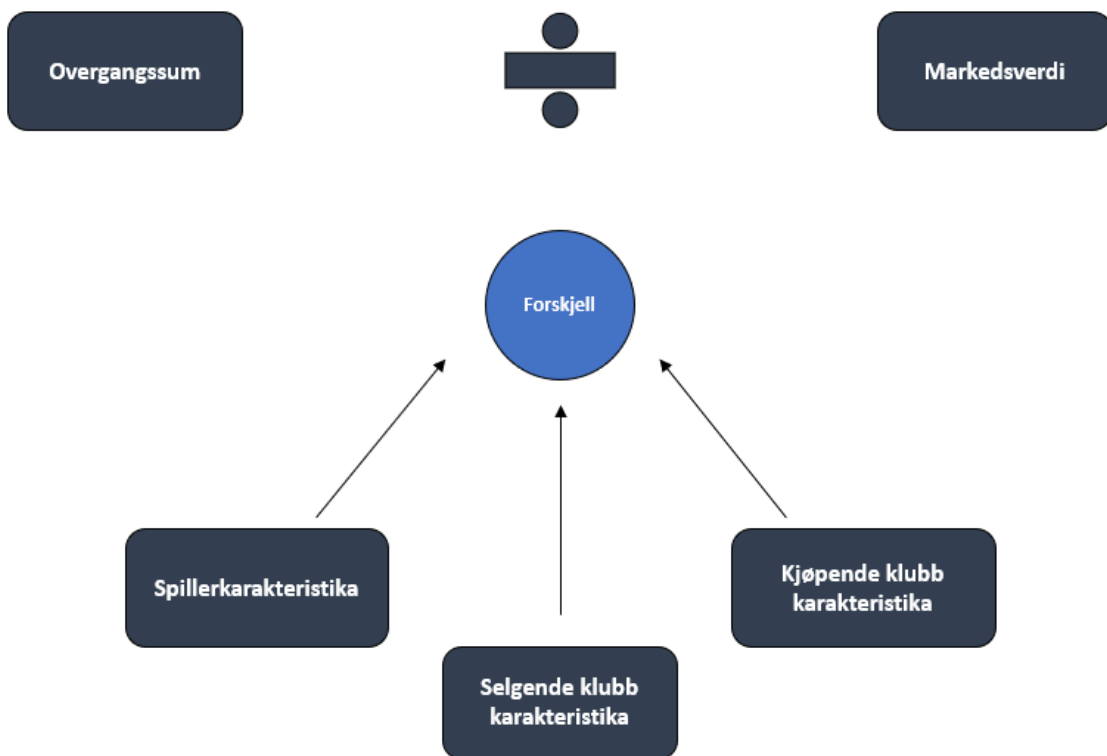 Overgangssum
Markedsverdi
Forskjell
Spillerkarakteristika
Kjøpende klubb
karakteristika
Selgende klubb
karakteristika